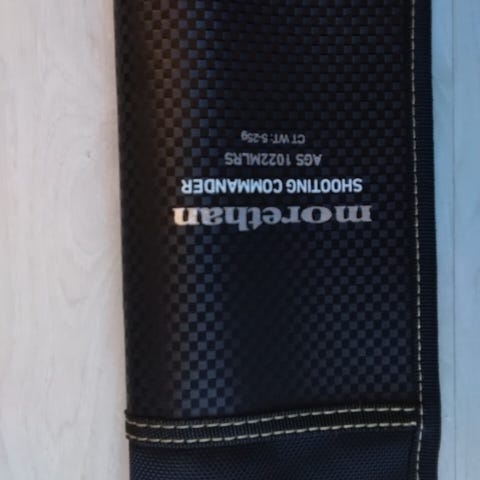 morethan
SHOOTING COMMANDER
AGS 1022MLRS
CT WT: 5-25g